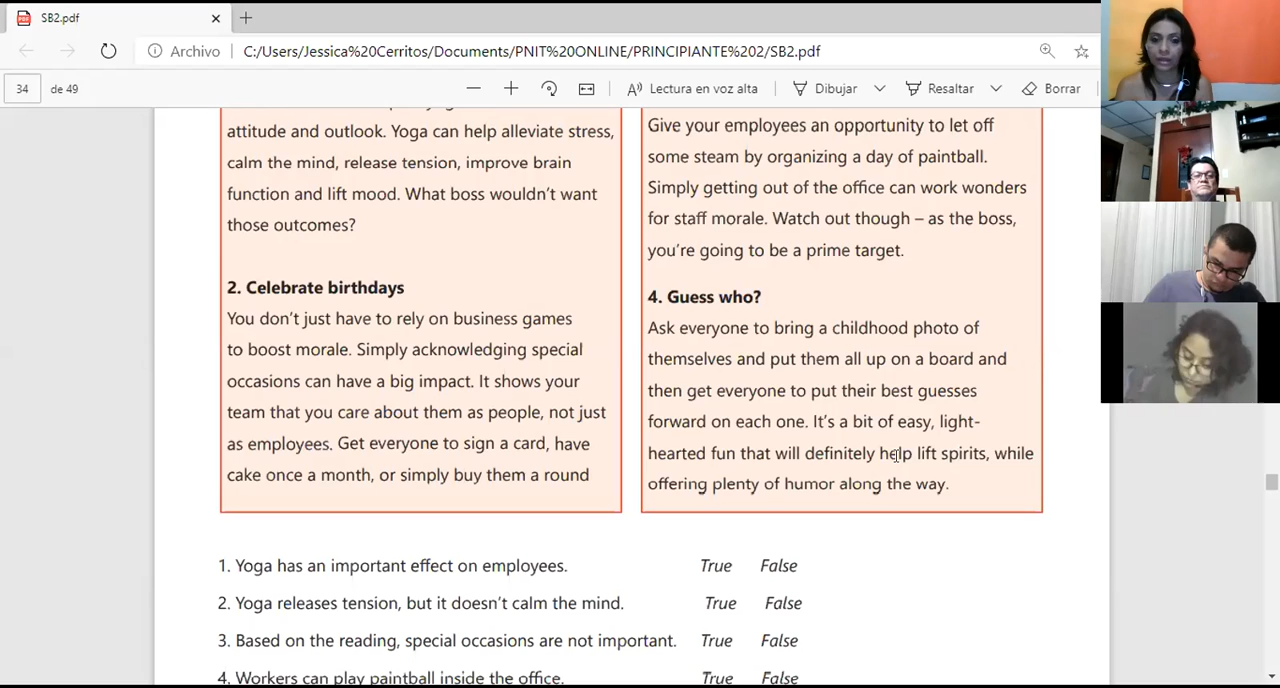 SB2.pdf
Archivo
C:/Users/Jessica%20Cerritos/Documents/PNIT%20ONLINE/PRINCIPIANTE%202/SB2.pdf
34
de 49
Lectura en voz alta
Dibujar
Resaltar
Borrar
attitude and outlook. Yoga can help alleviate stress,
calm the mind, release tension, improve brain
function and lift mood. What boss wouldn't want
those outcomes?
2. Celebrate birthdays
You don't just have to rely on business games
to boost morale. Simply acknowledging special
occasions can have a big impact. It shows your
team that you care about them as people, not just
as employees. Get everyone to sign a card, have
cake once a month, or simply buy them a round
Give your employees an opportunity to let off
some steam by organizing a day of paintball.
Simply getting out of the office can work wonders
for staff morale. Watch out though – as the boss,
you're going to be a prime target.
4. Guess who?
Ask everyone to bring a childhood photo of
themselves and put them all up on a board and
then get everyone to put their best guesses
forward on each one. It's a bit of easy, light-
hearted fun that will definitely help lift spirits, while
offering plenty of humor along the way.
1. Yoga has an important effect on employees. True False
2. Yoga releases tension, but it doesn't calm the mind. True False
3. Based on the reading, special occasions are not important. True False
4. Workers can play paintball inside the office. True False